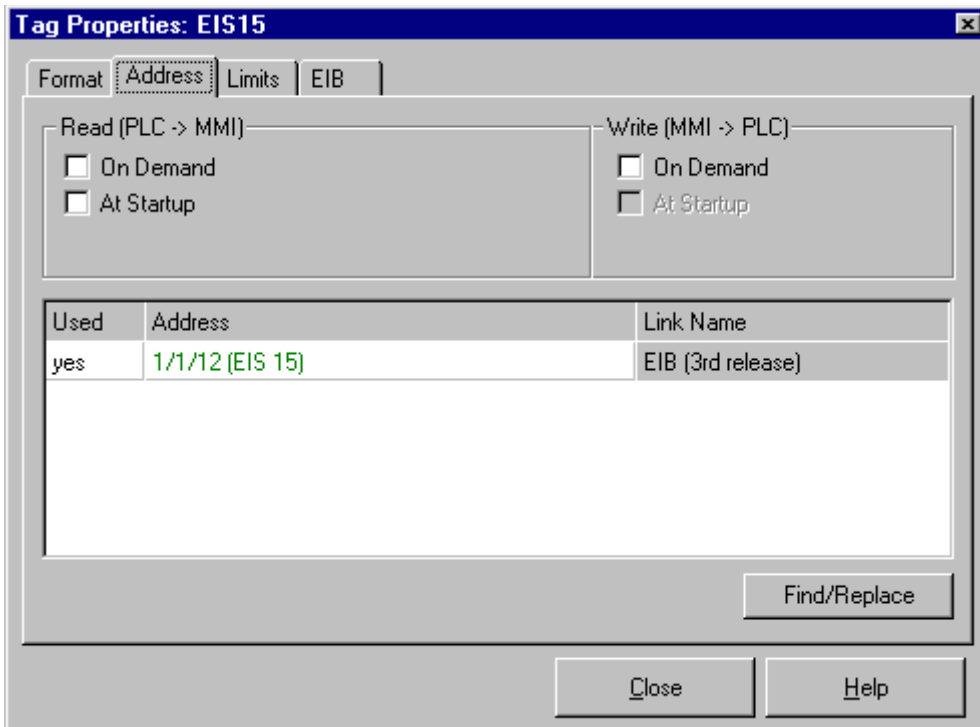 Tag Properties: EIS15
Format Address Limits EIB
Read (PLC -> MMI) Write (MMI -> PLC)
On Demand On Demand
At Startup At Startup
Used Address Link Name
yes 1/1/12 (EIS 15) EIB (3rd release)
Find/Replace
Close Help